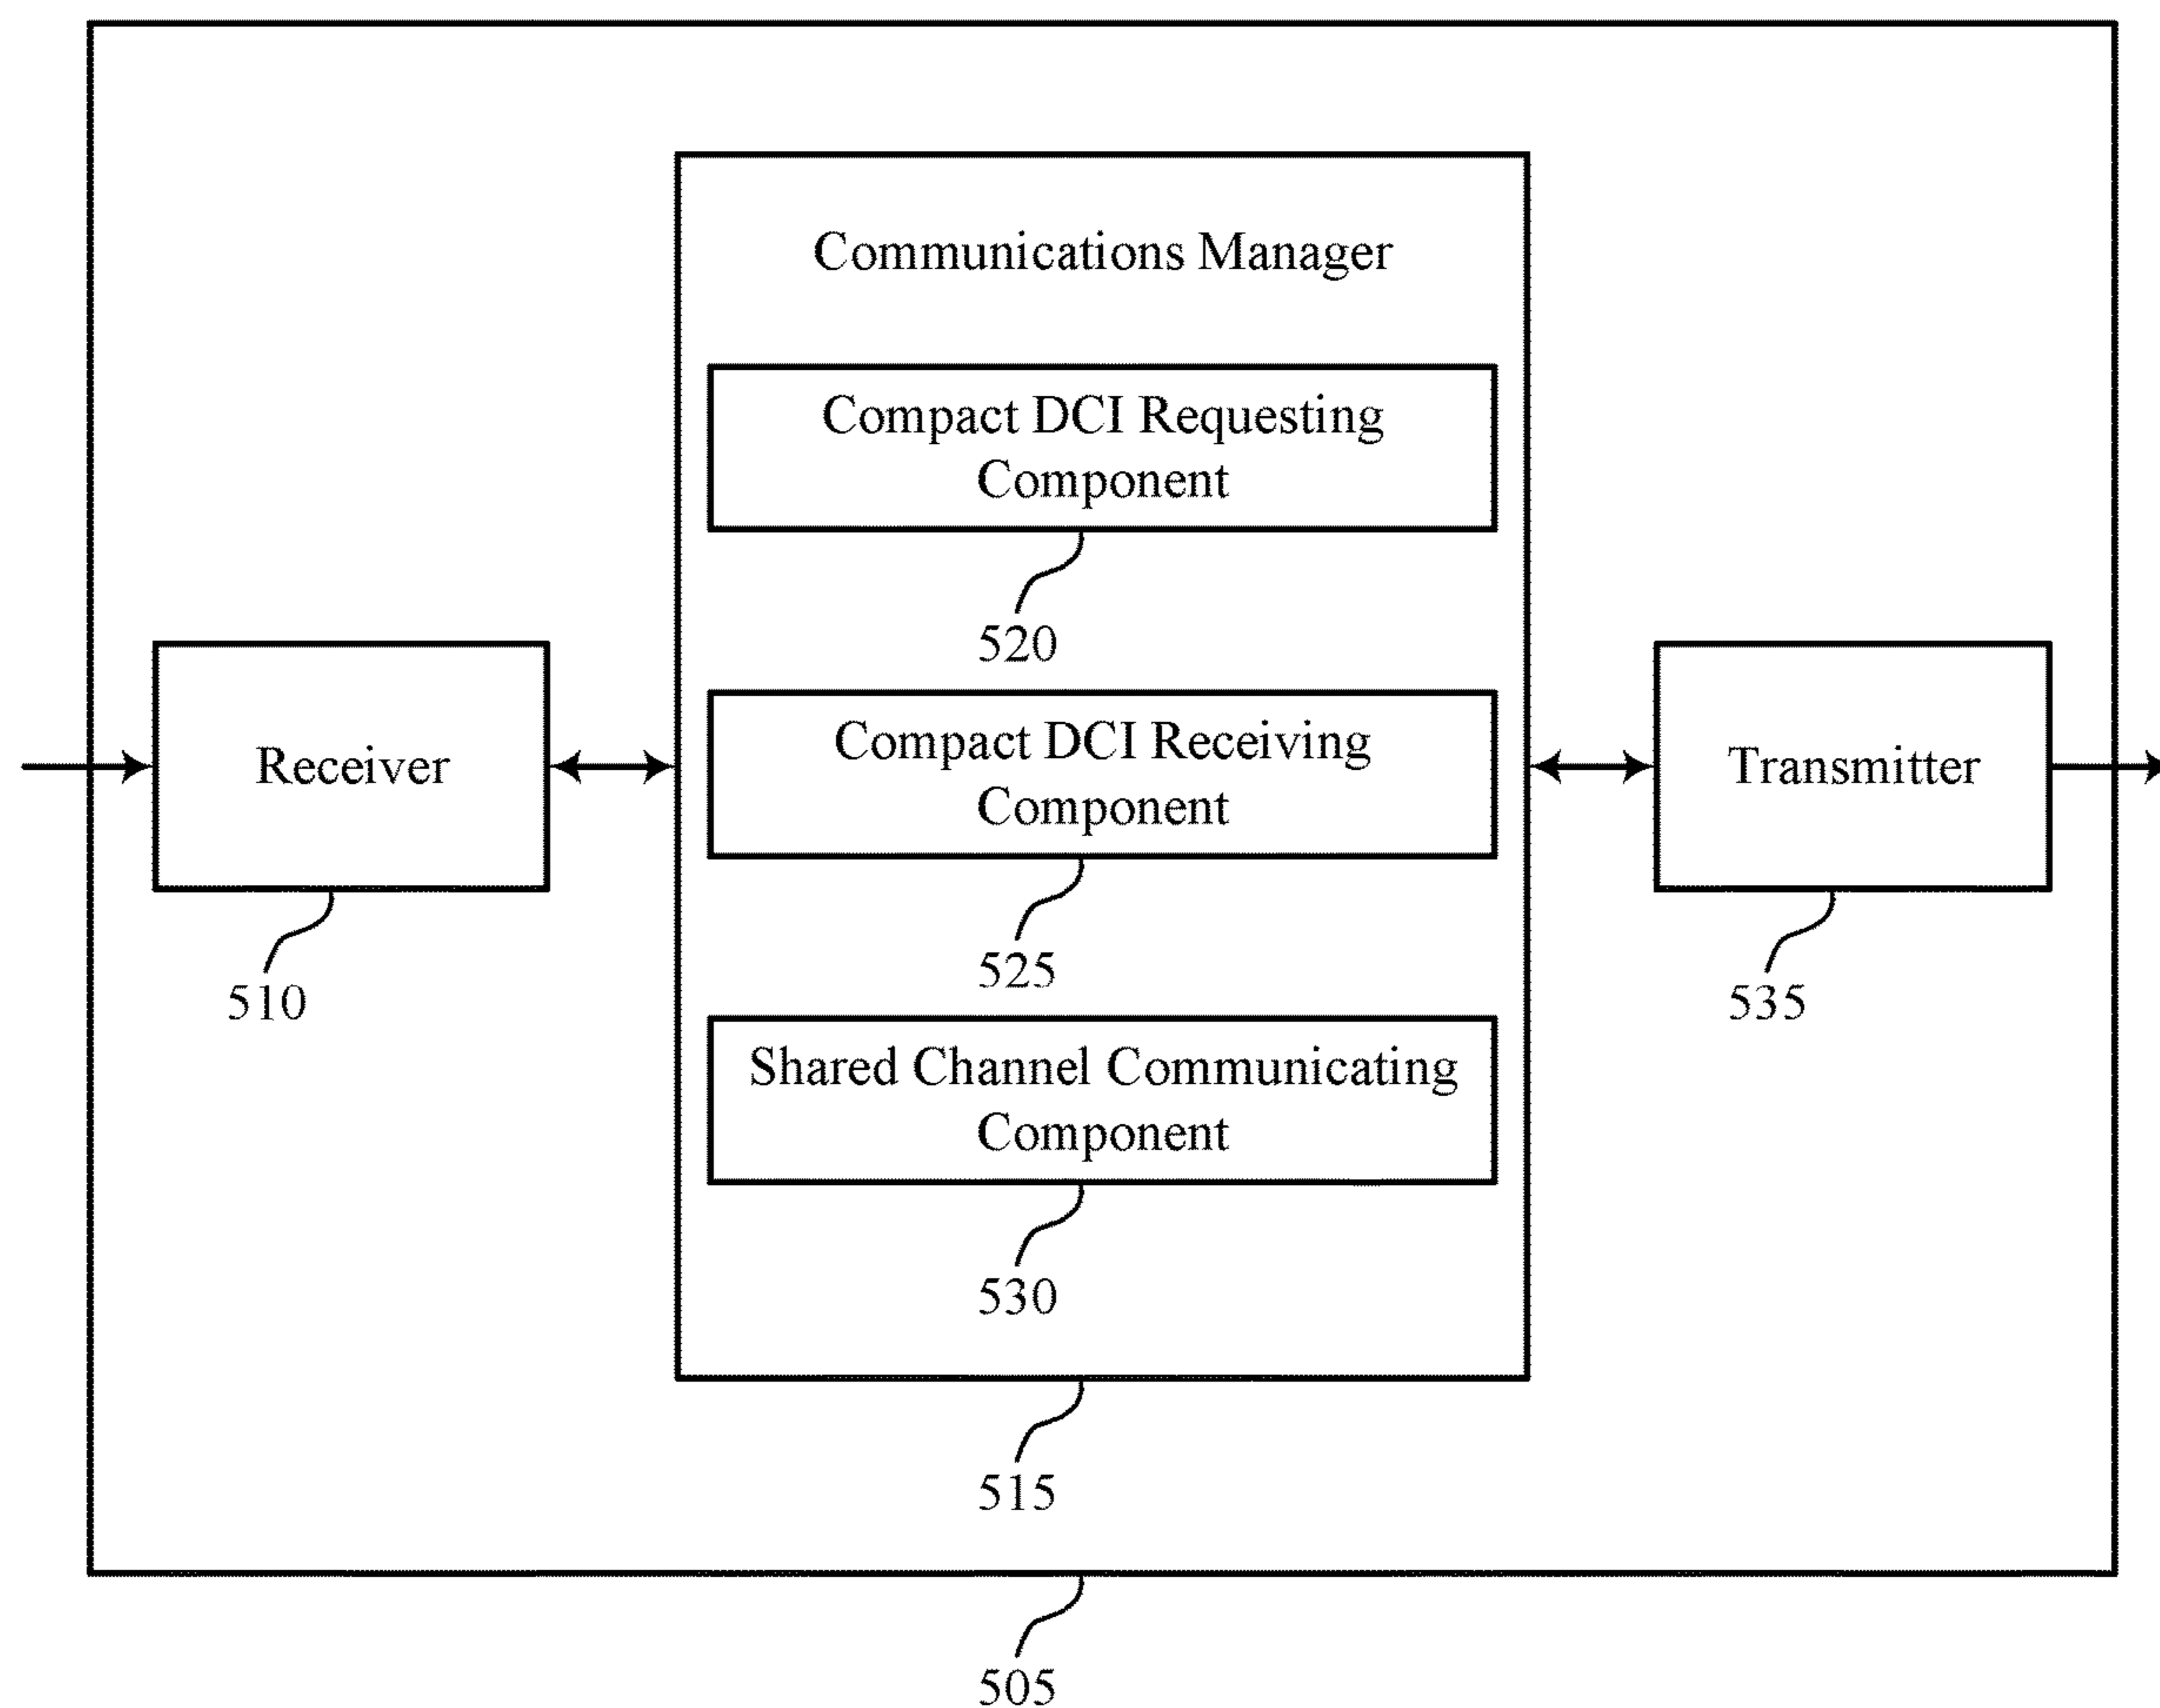 Communications Manager
Compact DCI Requesting
Component
520
Receiver
510
Compact DCI Receiving
Component
525
Transmitter
535
Shared Channel Communicating
Component
530
515
505